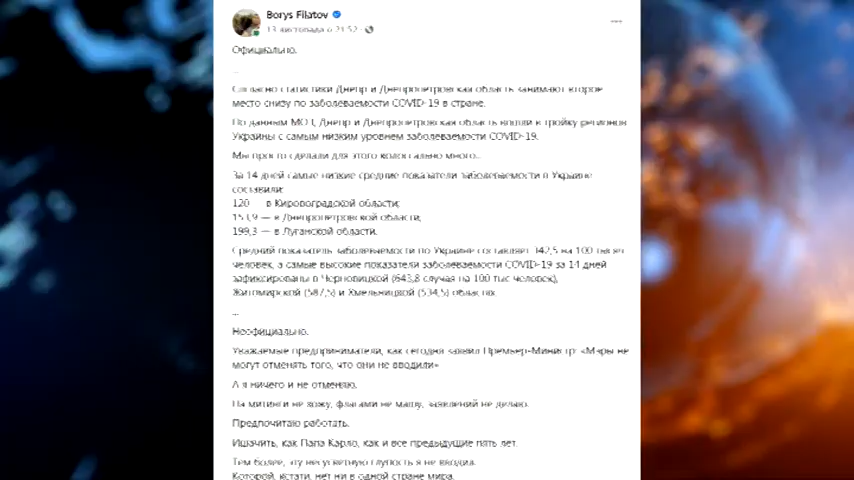 Borys Filatov
13 листопада о 21:52
Официально.
...
Согласно статистики Днепр и Днепропетровская область занимают второе
место снизу по заболеваемости COVID-19 в стране.
По данным МОЗ, Днепр и Днепропетровская область вошли в тройку регионов
Украины с самым низким уровнем заболеваемости COVID-19.
Мы просто сделали для этого колоссально много...
За 14 дней самые низкие средние показатели заболеваемости в Украине
составили:
120 — в Кировоградской области;
153,9 — в Днепропетровской области;
199,3 — в Луганской области.
Средний показатель заболеваемости по Украине составляет 342,5 на 100 тысяч
человек, а самые высокие показатели заболеваемости COVID-19 за 14 дней
зафиксированы в Черновицкой (643,8 случая на 100 тыс человек),
Житомирской (587,5) и Хмельницкой (534,5) областях
...
Неофициально.
Уважаемые предприниматели, как сегодня заявил Премьер-Министр: «Мэры не
могут отменять того, что они не вводили»
А я ничего и не отменяю.
На митинги не хожу, флагами не машу, заявлений не делаю.
Предпочитаю работать.
Ишачить, как Папа Карло, как и все предыдущие пять лет.
Тем более, эту несусветную глупость я не вводил.
Которой, кстати, нет ни в одной стране мира.